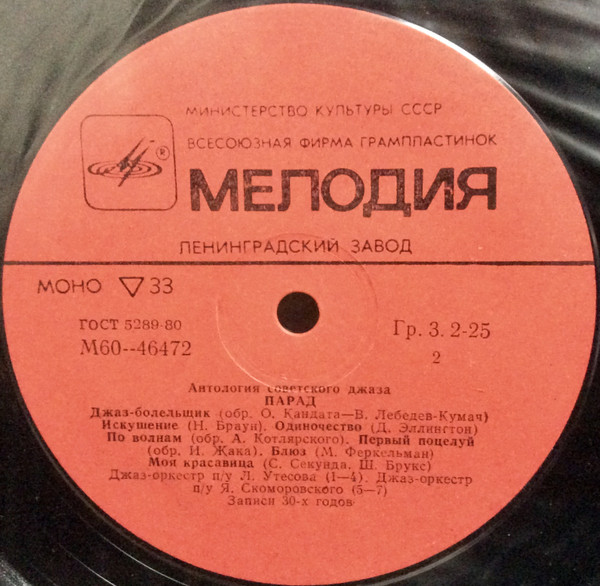 МИНИСТЕРСТВО КУЛЬТУРЫ СССР
ВСЕСОЮЗНАЯ ФИРМА ГРАМПЛАСТИНОК
®
МЕЛОДИЯ
ЛЕНИНГРАДСКИЙ ЗАВОД
МОНО ▽ 33
ГОСТ 5289-80
М60--46472
Гр. 3. 2-25
2
Антология советского джаза
ПАРАД
Джаз-болельщик (обр. О. Кандата—В. Лебедев-Кумач)
Искушение (Н. Браун). Одиночество (Д. Эллингтон)
По волнам (обр. А. Котлярского). Первый поцелуй
(обр. И. Жака). Блюз (М. Феркельман)
Моя красавица (С. Секунда, Ш. Брукс)
Джаз-оркестр п/у Л. Утесова (1—4). Джаз-оркестр
п/у Я. Скоморовского (5—7)
Записи 30-х годов